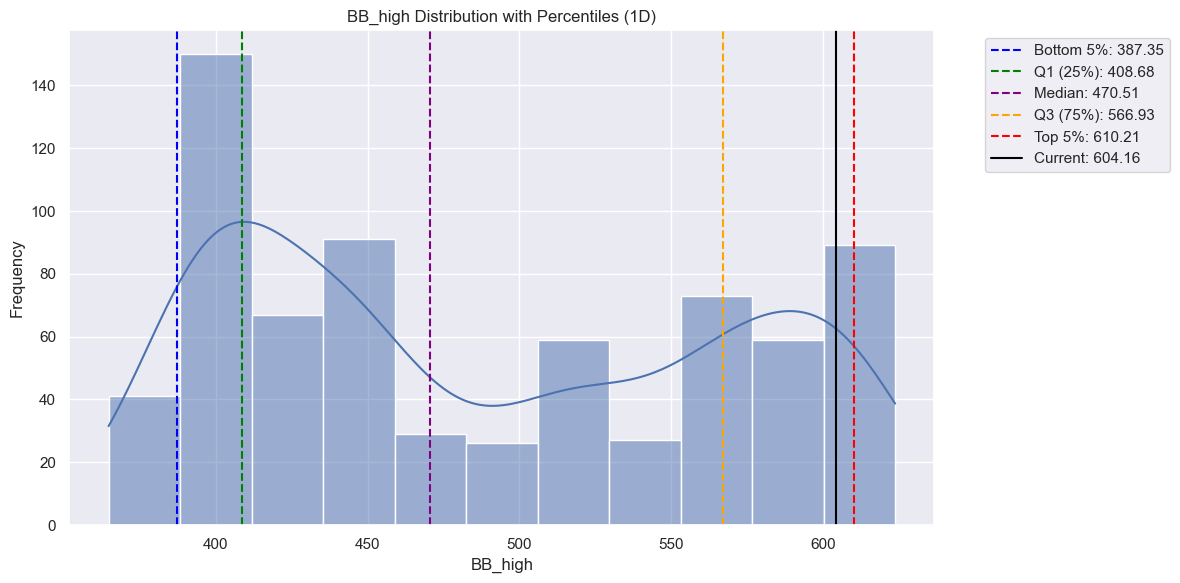 BB_high Distribution with Percentiles (1D)
Bottom 5%: 387.35
Q1 (25%): 408.68
Median: 470.51
Q3 (75%): 566.93
Top 5%: 610.21
Current: 604.16
Frequency
140
120
100
80
60
40
20
0
400
450
500
550
600
BB_high